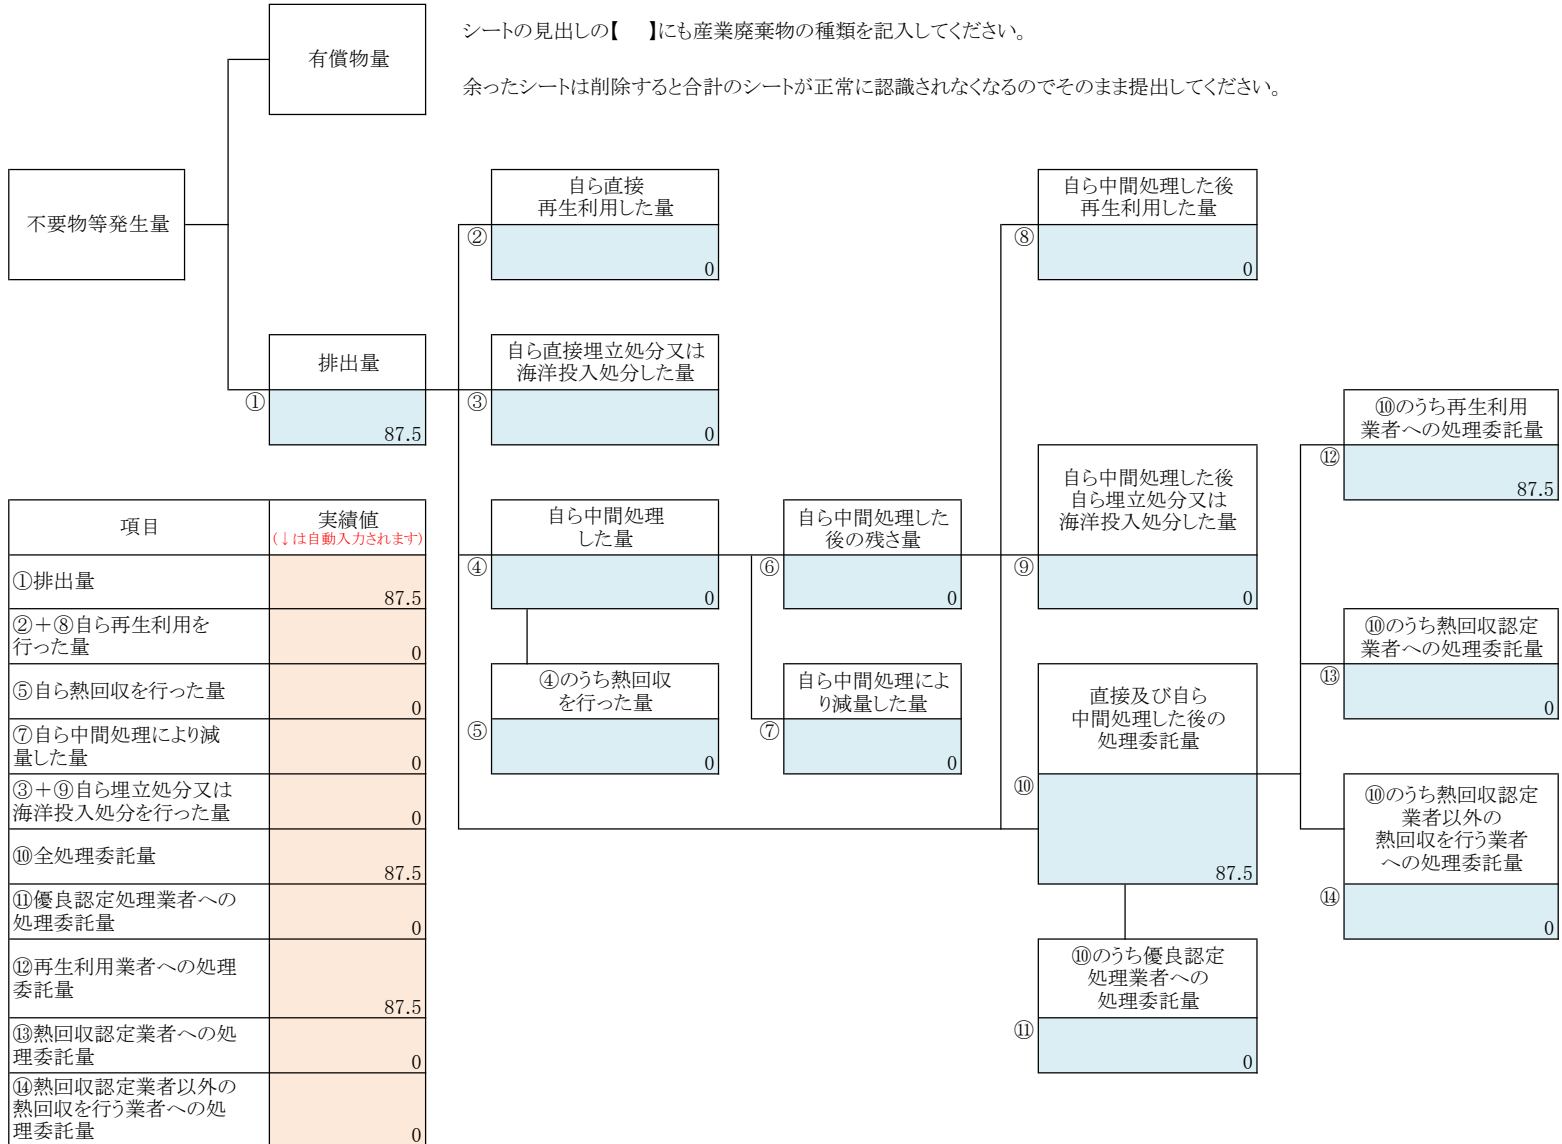 シートの見出しの【　】にも産業廃棄物の種類を記入してください。
余ったシートは削除すると合計のシートが正常に認識されなくなるのでそのまま提出してください。
有償物量
不要物等発生量
排出量
①
87.5
自ら直接
再生利用した量
②
0
自ら直接埋立処分又は
海洋投入処分した量
③
0
自ら中間処理
した量
④
0
④のうち熱回収
を行った量
⑤
0
自ら中間処理した
後の残さ量
⑥
0
自ら中間処理によ
り減量した量
⑦
0
自ら中間処理した後
再生利用した量
⑧
0
自ら中間処理した後
自ら埋立処分又は
海洋投入処分した量
⑨
0
直接及び自ら
中間処理した後の
処理委託量
⑩
87.5
⑩のうち優良認定
処理業者への
処理委託量
⑪
0
⑩のうち再生利用
業者への処理委託量
⑫
87.5
⑩のうち熱回収認定
業者への処理委託量
⑬
0
⑩のうち熱回収認定
業者以外の
熱回収を行う業者
への処理委託量
⑭
0
項目
実績値
(↓は自動入力されます)
①排出量
87.5
②＋⑧自ら再生利用を
行った量
0
⑤自ら熱回収を行った量
0
⑦自ら中間処理により減
量した量
0
③＋⑨自ら埋立処分又は
海洋投入処分を行った量
0
⑩全処理委託量
87.5
⑪優良認定処理業者への
処理委託量
0
⑫再生利用業者への処理
委託量
87.5
⑬熱回収認定業者への処
理委託量
0
⑭熱回収認定業者以外の
熱回収を行う業者への処
理委託量
0